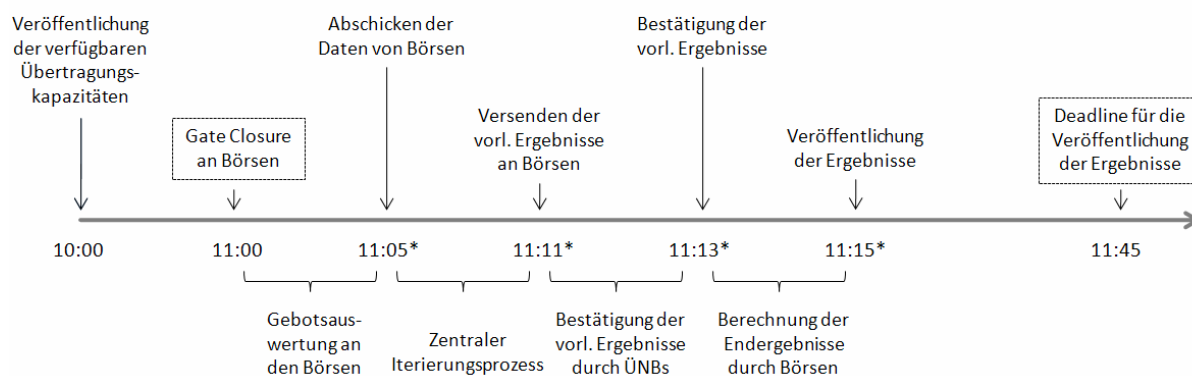 Veröffentlichung
der verfügbaren
Übertragungs-
kapazitäten
Gate Closure
an Börsen
Abschicken der
Daten von Börsen
Versenden der
vorl. Ergebnisse
an Börsen
Bestätigung der
vorl. Ergebnisse
Veröffentlichung
der Ergebnisse
Deadline für die
Veröffentlichung
der Ergebnisse
10:00
11:00
11:05*
11:11*
11:13*
11:15*
11:45
Gebotsaus-
wertung an
den Börsen
Zentraler
Iterierungsprozess
Bestätigung der
vorl. Ergebnisse
durch ÜNBs
Berechnung der
Endergebnisse
durch Börsen